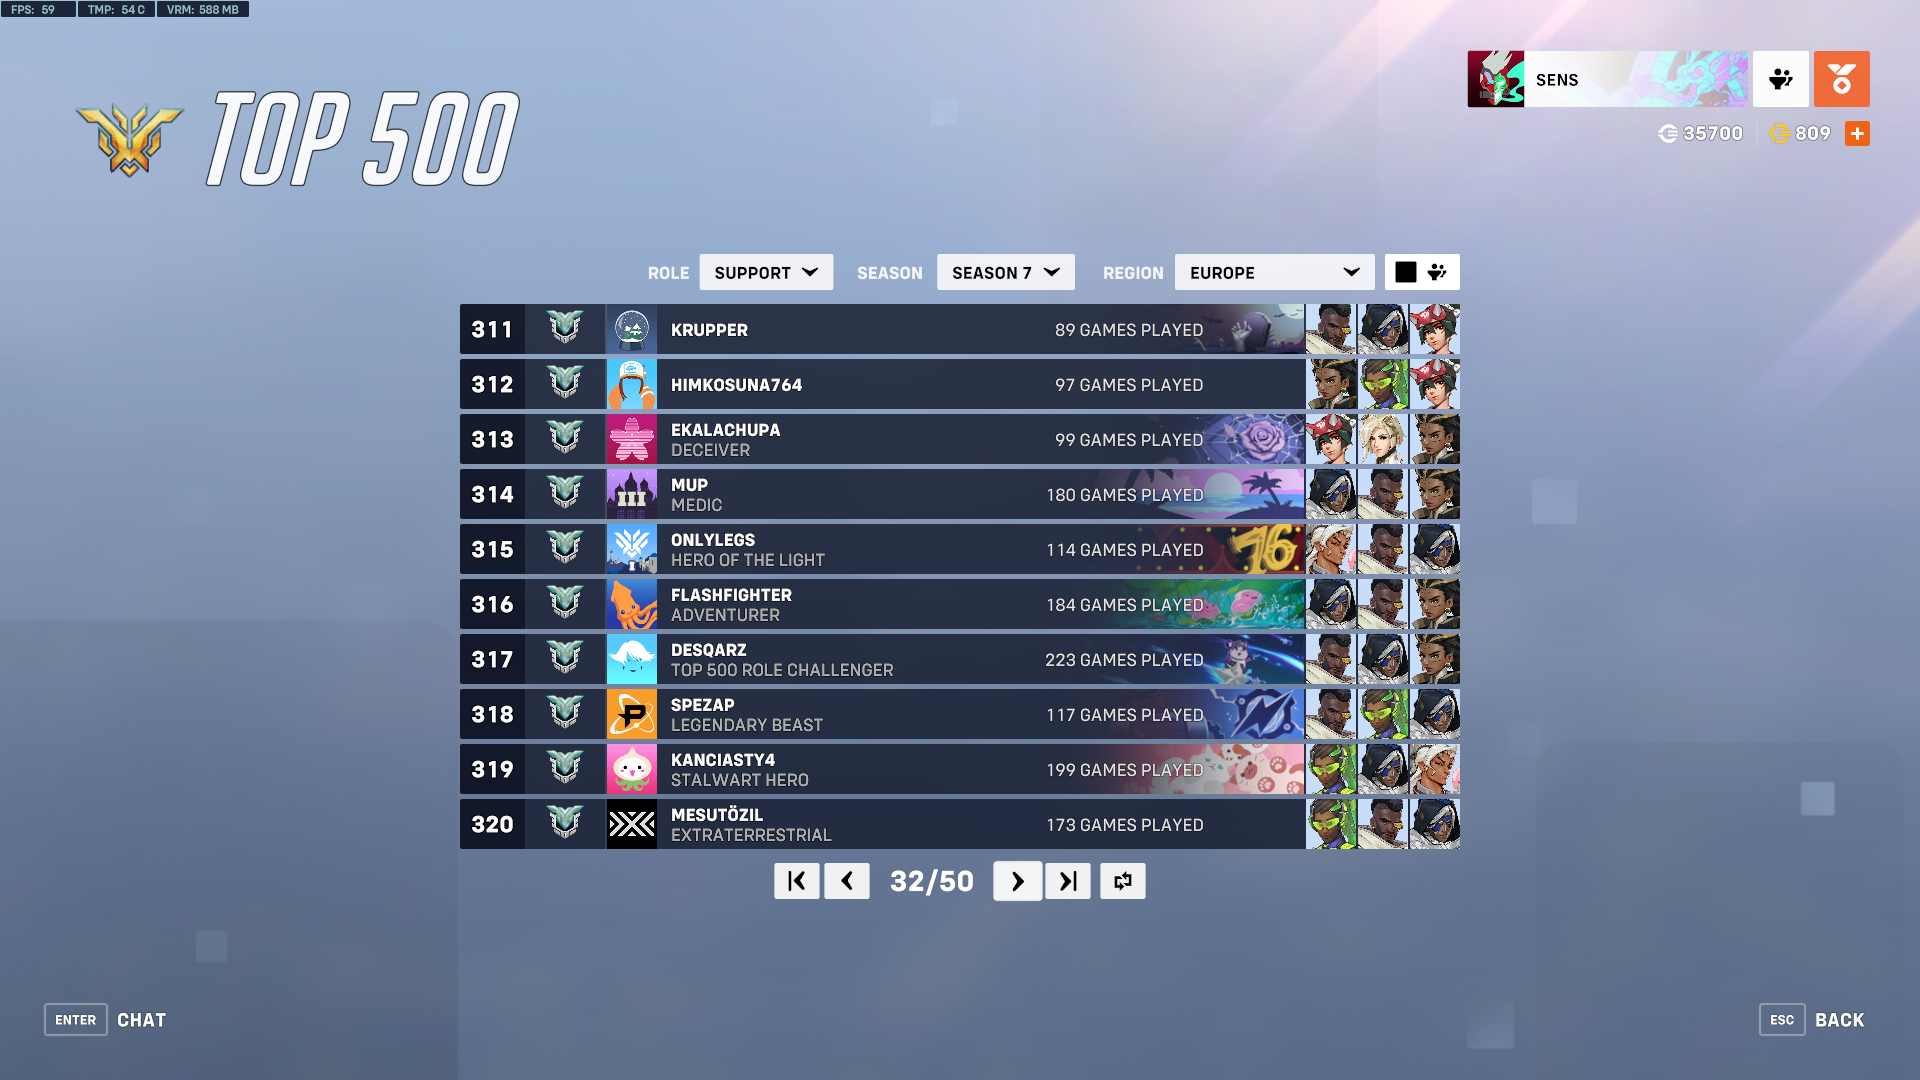 FPS: 59 TMP: 54 C VRM: 588 MB
TOP 500
SENS
35700 809
ROLE SUPPORT SEASON SEASON 7 REGION EUROPE
311 KRUPPER 89 GAMES PLAYED
312 HIMKOSUNA764 97 GAMES PLAYED
313 EKALACHUPA 99 GAMES PLAYED
DECEIVER
314 MUP 180 GAMES PLAYED
MEDIC
315 ONLYLEGS 114 GAMES PLAYED
HERO OF THE LIGHT
316 FLASHFIGHTER 184 GAMES PLAYED
ADVENTURER
317 DESQARZ 223 GAMES PLAYED
TOP 500 ROLE CHALLENGER
318 SPEZAP 117 GAMES PLAYED
LEGENDARY BEAST
319 KANCIASTY4 199 GAMES PLAYED
STALWART HERO
320 MESUTÖZIL 173 GAMES PLAYED
EXTRATERRESTRIAL
32/50
ENTER CHAT
ESC BACK